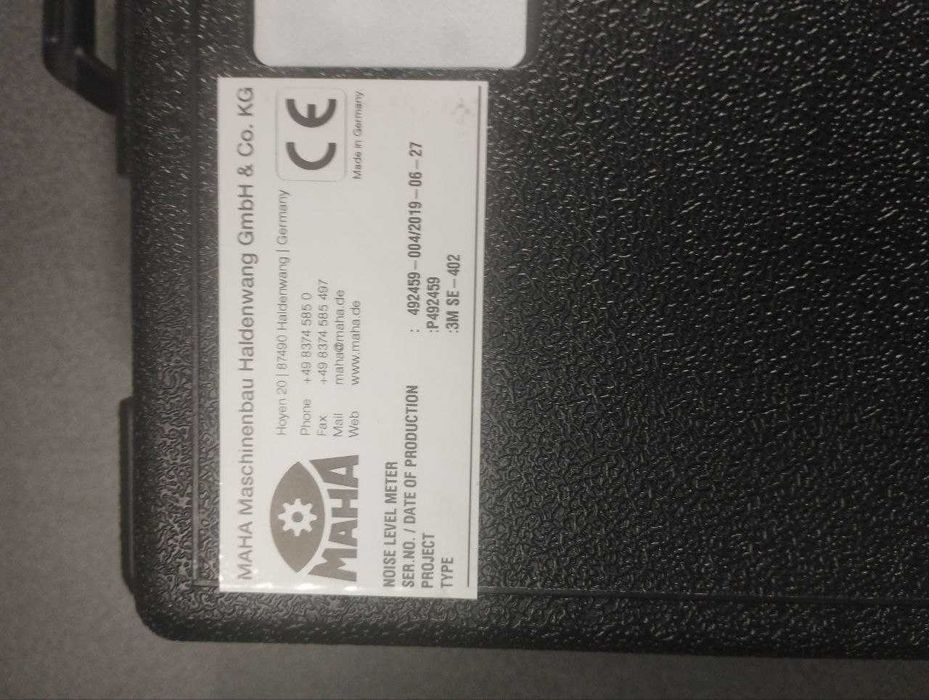 MAHA Maschinenbau Haldenwang GmbH & Co. KG
MAHA
Hoyen 20 | 87490 Haldenwang | Germany
Phone +49 8374 585 0
Fax +49 8374 585 497
Mail maha@maha.de
Web www.maha.de
CE
Made in Germany
NOISE LEVEL METER
SER.NO. / DATE OF PRODUCTION : 492459-004/2019-06-27
PROJECT :P492459
TYPE :3M SE-402